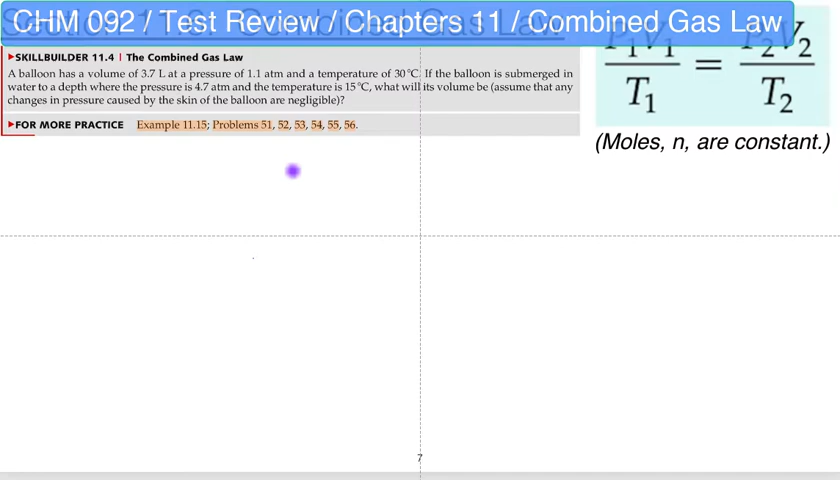 CHM 092 / Test Review / Chapters 11 / Combined Gas Law
▶SKILLBUILDER 11.4 | The Combined Gas Law
A balloon has a volume of 3.7 L at a pressure of 1.1 atm and a temperature of 30 °C. If the balloon is submerged in
water to a depth where the pressure is 4.7 atm and the temperature is 15 °C, what will its volume be (assume that any
changes in pressure caused by the skin of the balloon are negligible)?
▶FOR MORE PRACTICE Example 11.15; Problems 51, 52, 53, 54, 55, 56.
P₁V₁ / T₁ = P₂V₂ / T₂
(Moles, n, are constant.)
7